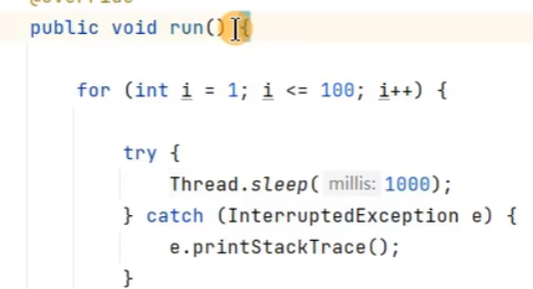 @Override
public void run() {
for (int i = 1; i <= 100; i++) {
try {
Thread.sleep( millis: 1000);
} catch (InterruptedException e) {
e.printStackTrace();
}